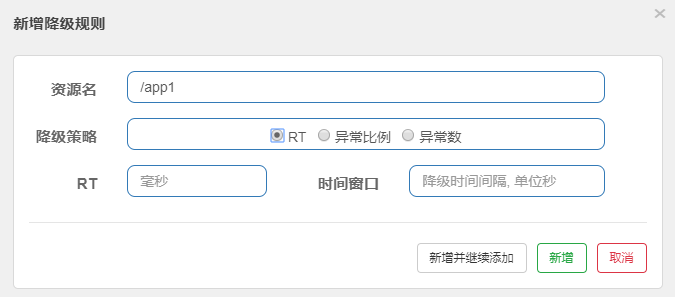 新增降级规则
×
资源名 /app1
降级策略 RT 异常比例 异常数
RT 毫秒 时间窗口 降级时间间隔, 单位秒
新增并继续添加 新增 取消